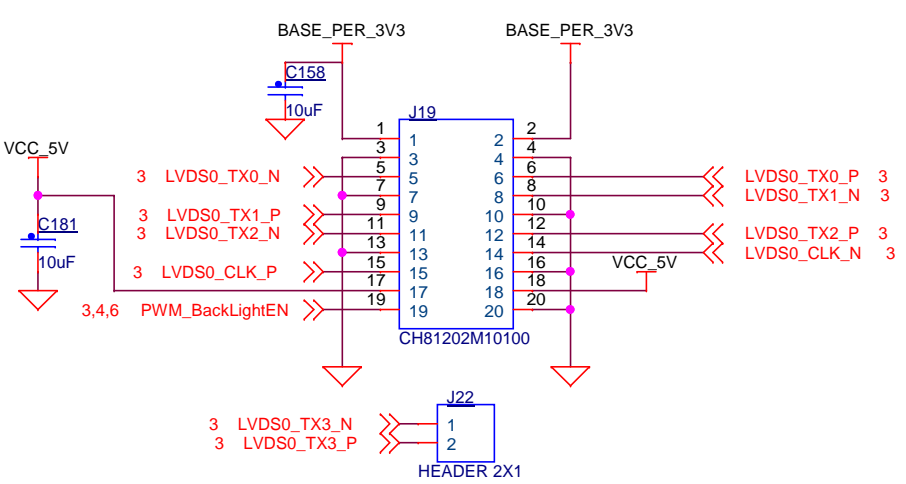 BASE_PER_3V3 BASE_PER_3V3
C158
10uF
J19
1 1 2 2
VCC_5V
3 3 4 4
3 LVDS0_TX0_N 5 5 6 6 LVDS0_TX0_P 3
7 7 8 8 LVDS0_TX1_N 3
3 LVDS0_TX1_P 9 9 10 10
C181
3 LVDS0_TX2_N 11 11 12 12 LVDS0_TX2_P 3
13 13 14 14 LVDS0_CLK_N 3
10uF
3 LVDS0_CLK_P 15 15 16 16 VCC_5V
17 17 18 18
3,4,6 PWM_BackLightEN 19 19 20 20
CH81202M10100
J22
3 LVDS0_TX3_N 1
3 LVDS0_TX3_P 2
HEADER 2X1